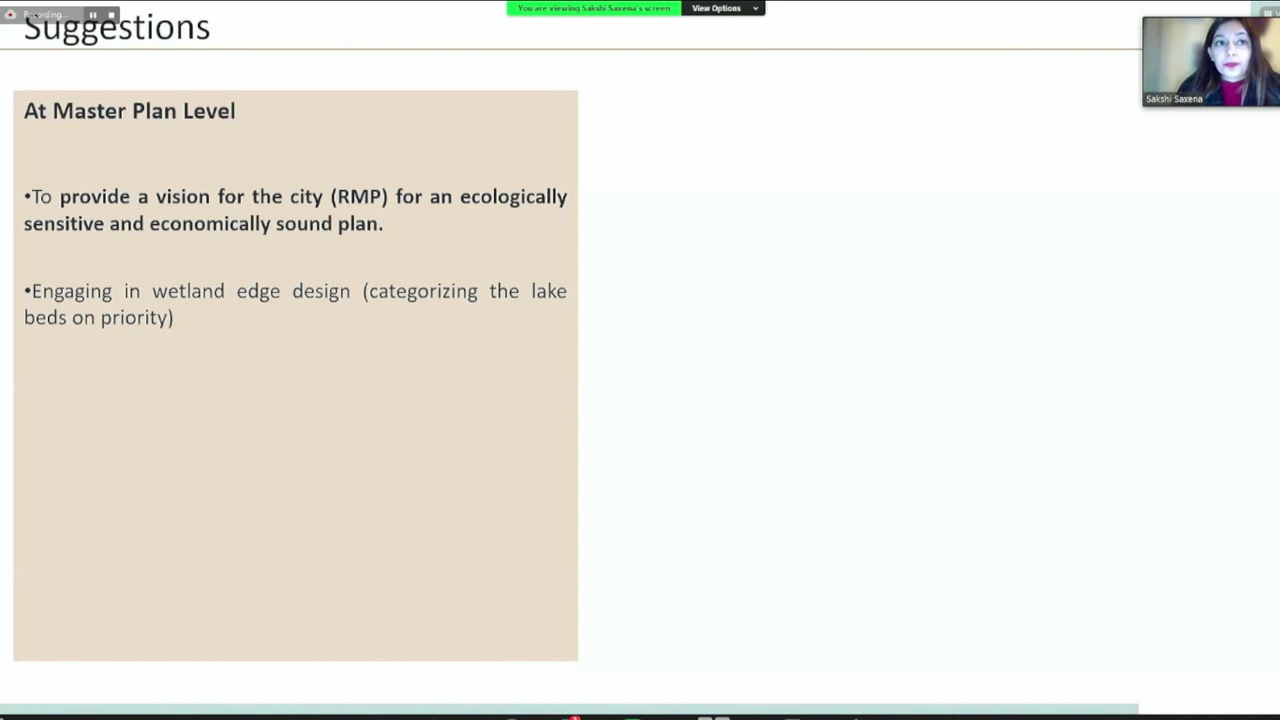 Recording...
You are viewing Sakshi Saxena's screen
View Options
Suggestions
Sakshi Saxena
At Master Plan Level
•To provide a vision for the city (RMP) for an ecologically
sensitive and economically sound plan.
•Engaging in wetland edge design (categorizing the lake
beds on priority)